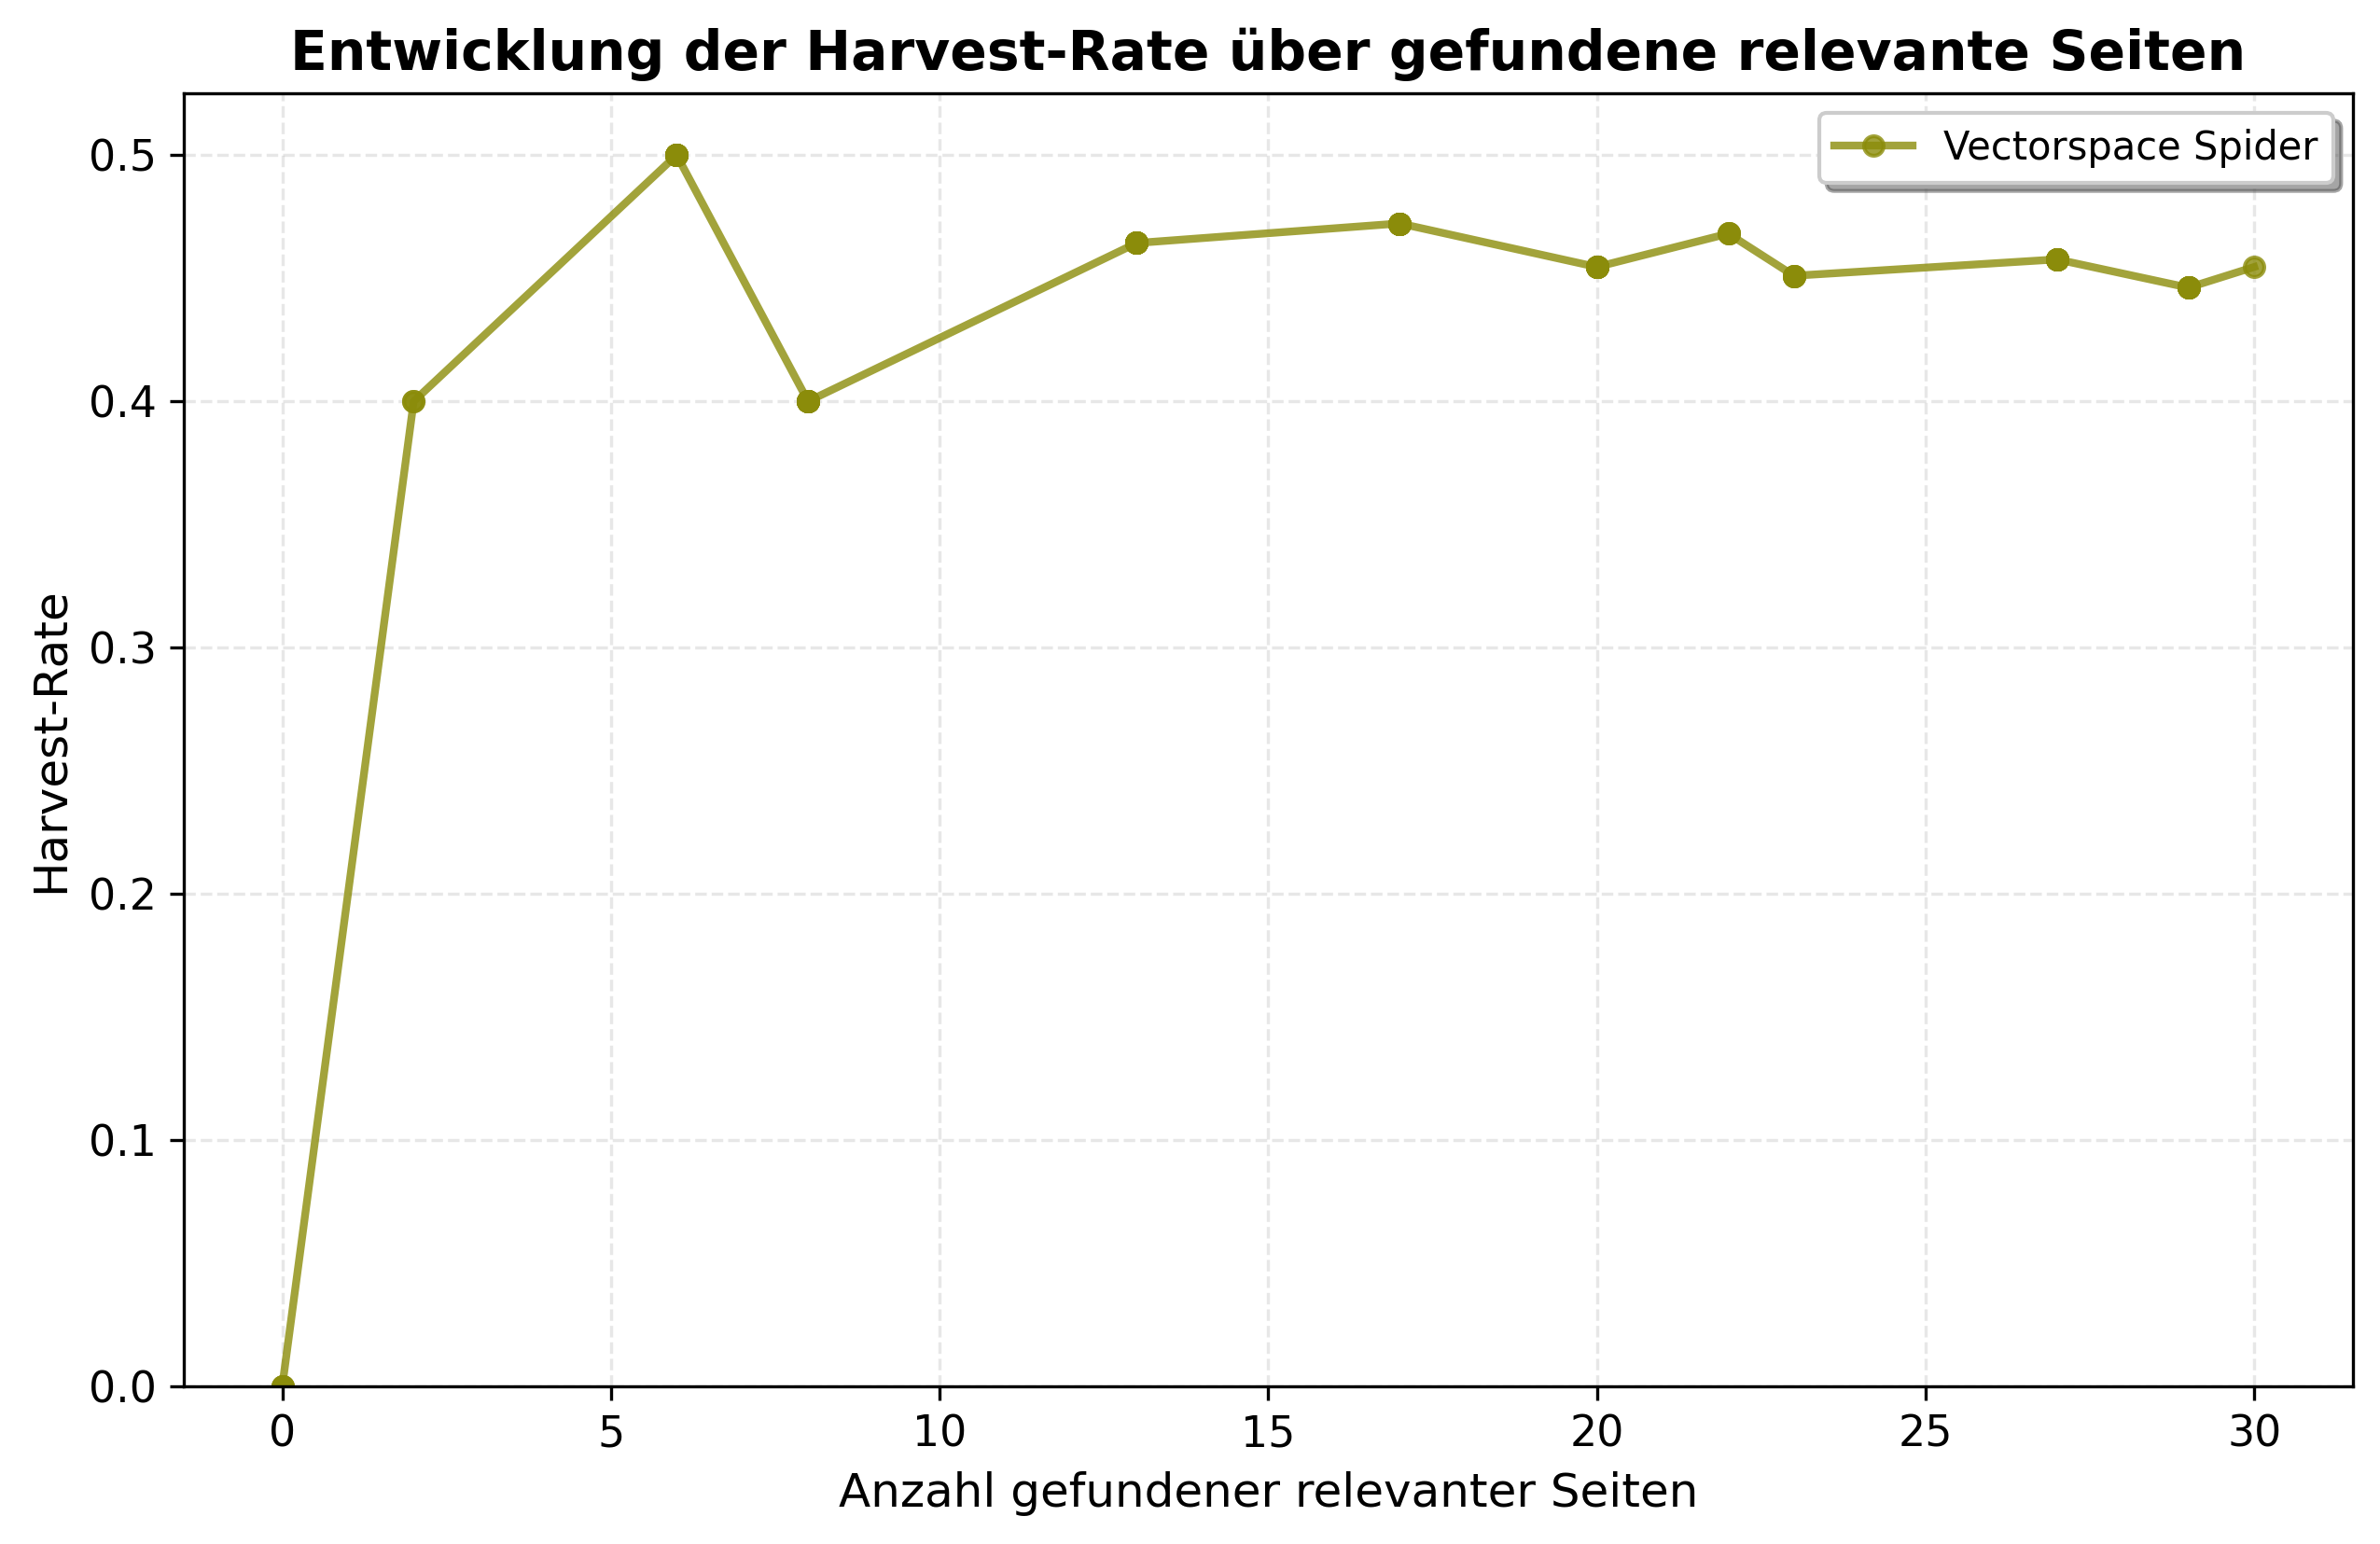 Entwicklung der Harvest-Rate über gefundene relevante Seiten
Vectorspace Spider
Harvest-Rate
0.5
0.4
0.3
0.2
0.1
0.0
0 5 10 15 20 25 30
Anzahl gefundener relevanter Seiten